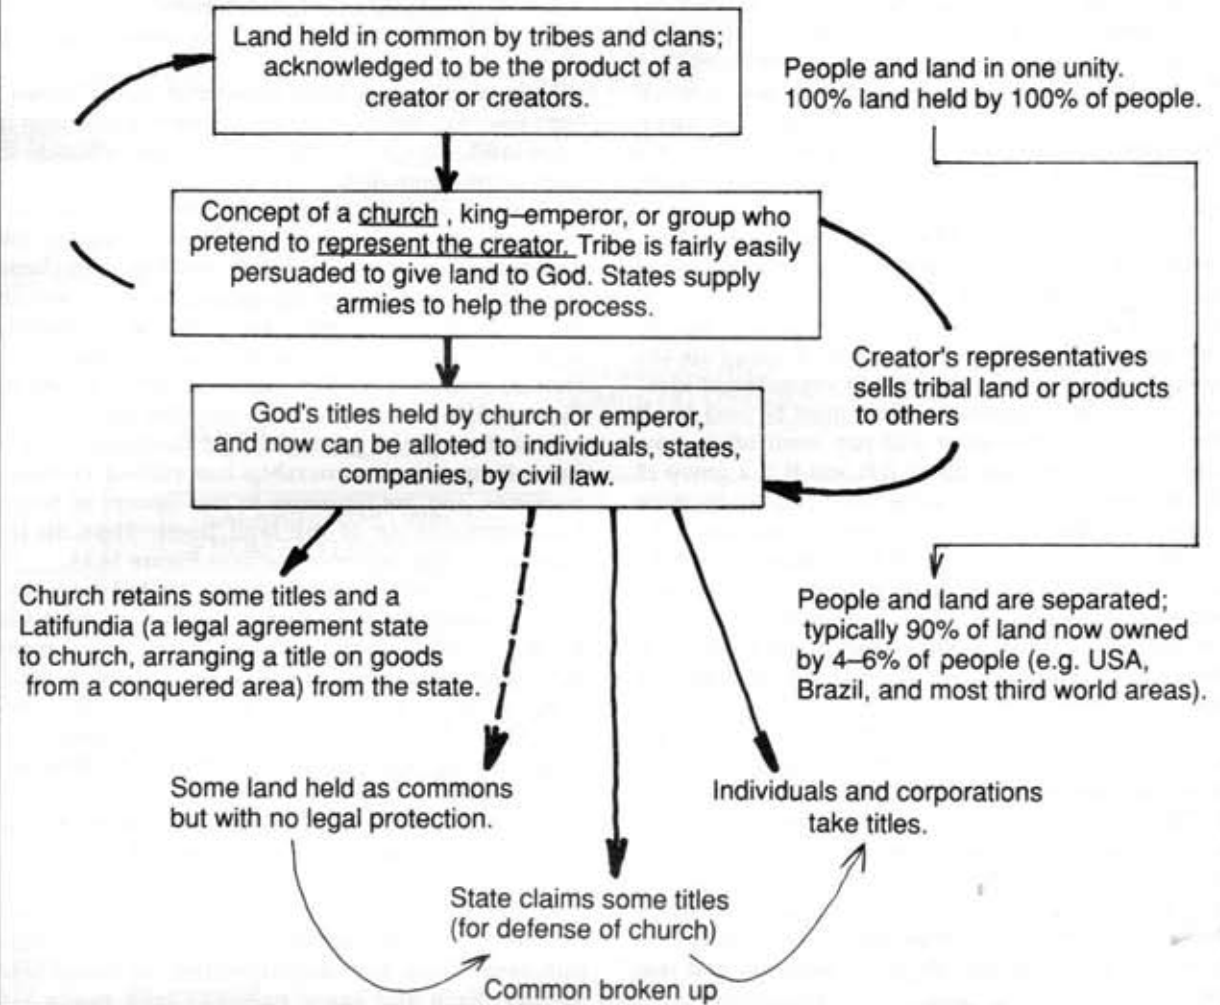 Land held in common by tribes and clans;
acknowledged to be the product of a
creator or creators.
People and land in one unity.
100% land held by 100% of people.
Concept of a church , king–emperor, or group who
pretend to represent the creator. Tribe is fairly easily
persuaded to give land to God. States supply
armies to help the process.
Creator's representatives
sells tribal land or products
to others
God's titles held by church or emperor,
and now can be alloted to individuals, states,
companies, by civil law.
Church retains some titles and a
Latifundia (a legal agreement state
to church, arranging a title on goods
from a conquered area) from the state.
People and land are separated;
typically 90% of land now owned
by 4–6% of people (e.g. USA,
Brazil, and most third world areas).
Some land held as commons
but with no legal protection.
Individuals and corporations
take titles.
State claims some titles
(for defense of church)
Common broken up